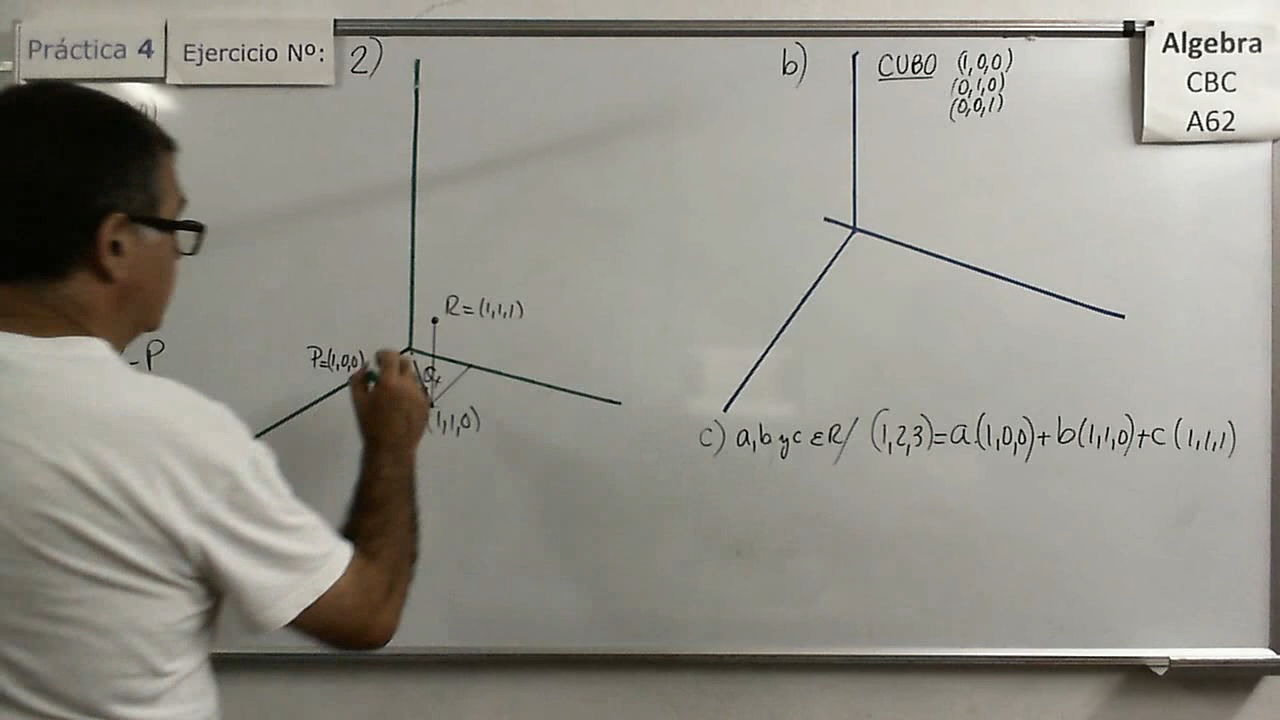 Práctica 4
Ejercicio Nº:
2)
R=(1,1,1)
P=(1,0,0)
Q
(1,1,0)
-P
b)
CUBO (1,0,0)
(0,1,0)
(0,0,1)
c) a,b y c ε R/ (1,2,3)=a.(1,0,0)+b(1,1,0)+c(1,1,1)
Algebra
CBC
A62